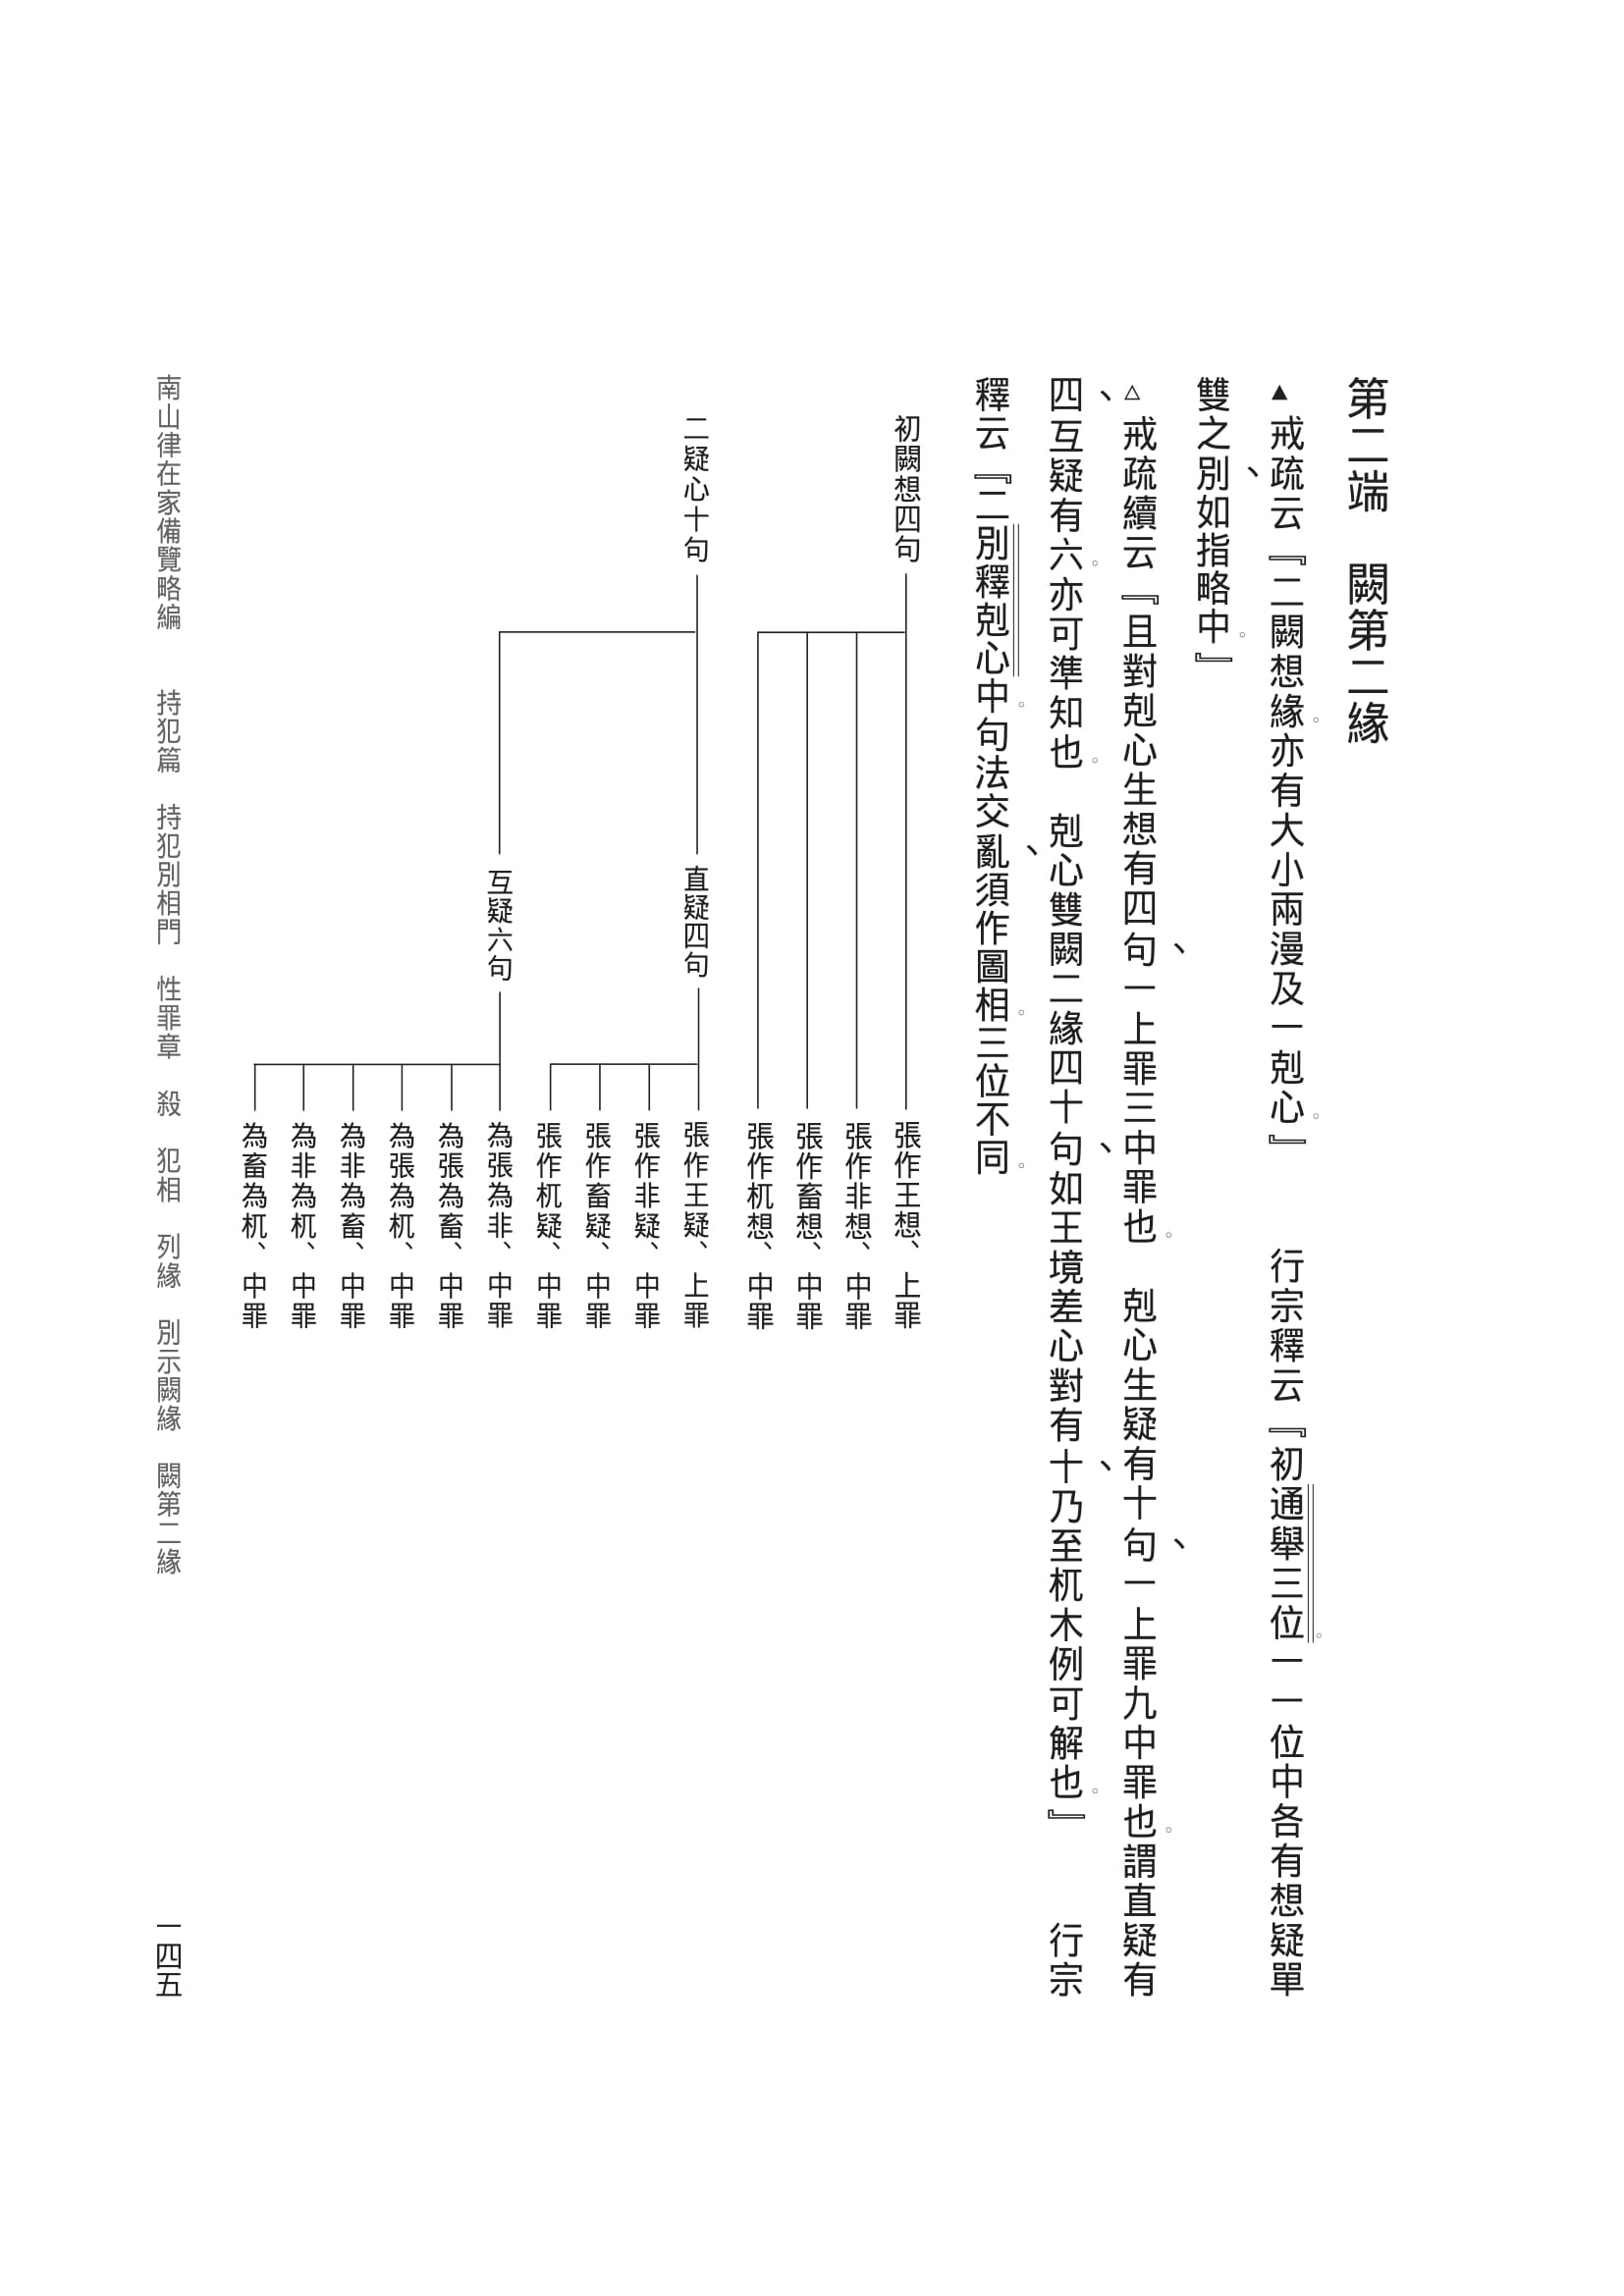 第二端　闕第二緣
▲戒疏云『二闕想緣。亦有大小兩漫及一剋心。』　　行宗釋云『初通舉三位。一一位中各有想疑單
雙之別、如指略中。』
△戒疏續云『且對剋心生想有四句、一上罪三中罪也。　剋心生疑有十句、一上罪九中罪也。謂直疑有
四、互疑有六。亦可準知也。　剋心雙闕二緣四十句、如王境差心對有十、乃至杌木例可解也。』　　行宗
釋云『二別釋剋心中。句法交亂、須作圖相。三位不同。
初闕想四句
張作王想、上罪
張作非想、中罪
張作畜想、中罪
張作杌想、中罪
二疑心十句
直疑四句
張作王疑、上罪
張作非疑、中罪
張作畜疑、中罪
張作杌疑、中罪
互疑六句
為張為非、中罪
為張為畜、中罪
為張為杌、中罪
為非為畜、中罪
為非為杌、中罪
為畜為杌、中罪
南山律在家備覽略編　　持犯篇　持犯別相門　性罪章　殺　犯相　列緣　別示闕緣　闕第二緣
一四五